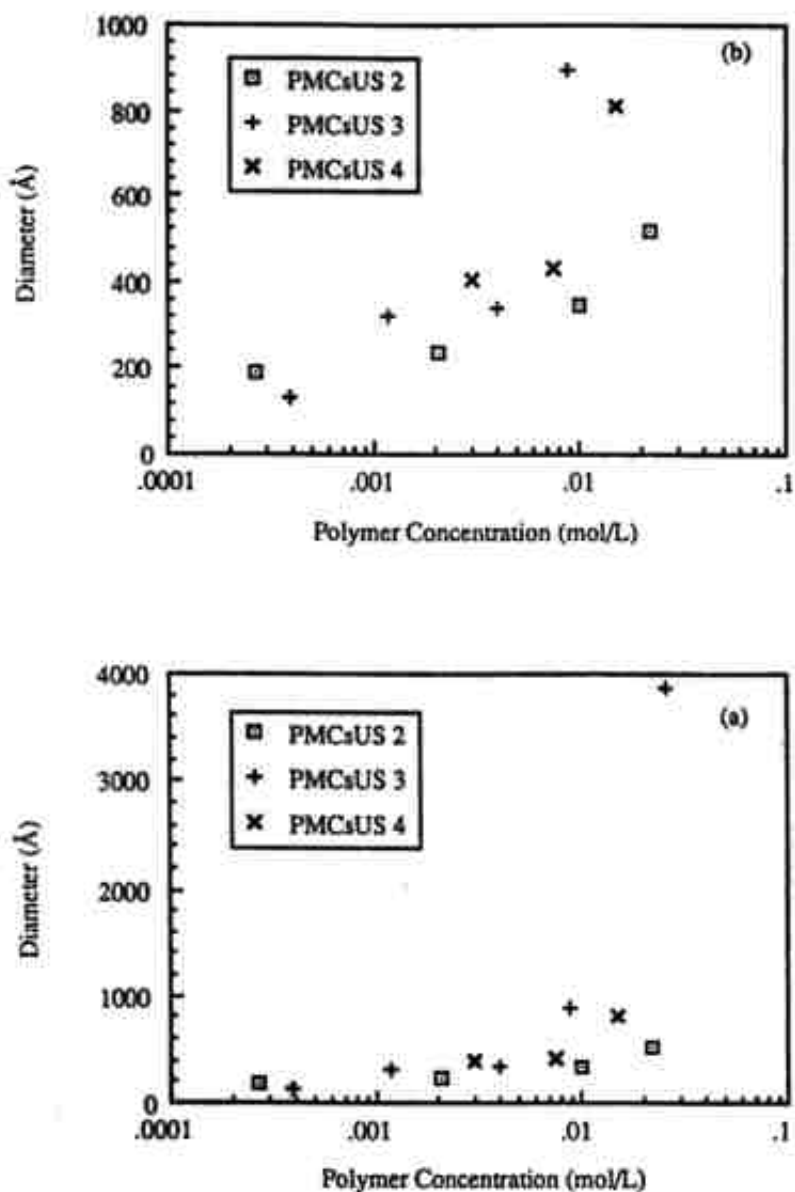 1000
(b)
PMCsUS 2
800
PMCsUS 3
PMCsUS 4
600
Diameter (Å)
400
200
0
.0001
.001
.01
.1
Polymer Concentration (mol/L)
4000
(a)
PMCsUS 2
PMCsUS 3
3000
PMCsUS 4
Diameter (Å)
2000
1000
0
.0001
.001
.01
.1
Polymer Concentration (mol/L)